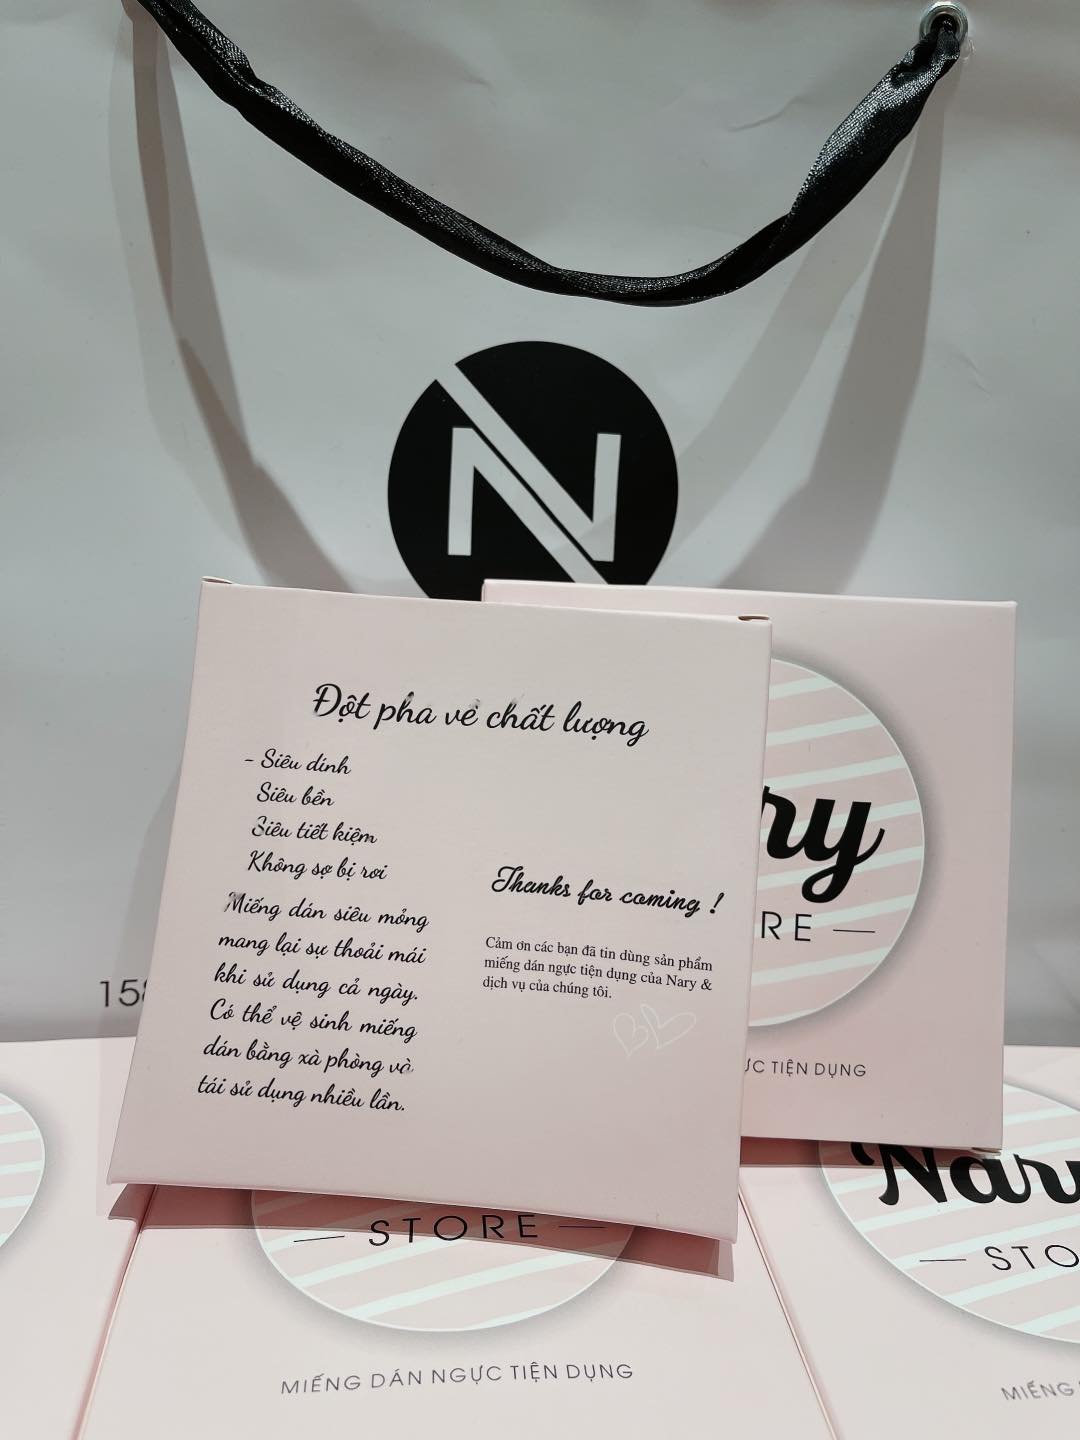 N
158
Đột pha vẻ chất lượng
- Siêu dính
Siêu bền
Siêu tiết kiệm
Không sợ bị rơi
Miếng dán siêu mỏng
mang lại sự thoải mái
khi sử dụng cả ngày.
Có thể vệ sinh miếng
dán bằng xà phòng và
tái sử dụng nhiều lần.
Thanks for coming !
Cảm ơn các bạn đã tin dùng sản phẩm
miếng dán ngực tiện dụng của Nary &
dịch vụ của chúng tôi.
ry
RE —
ỰC TIỆN DỤNG
— STORE —
MIẾNG DÁN NGỰC TIỆN DỤNG
Nary
— STO
MIẾNG